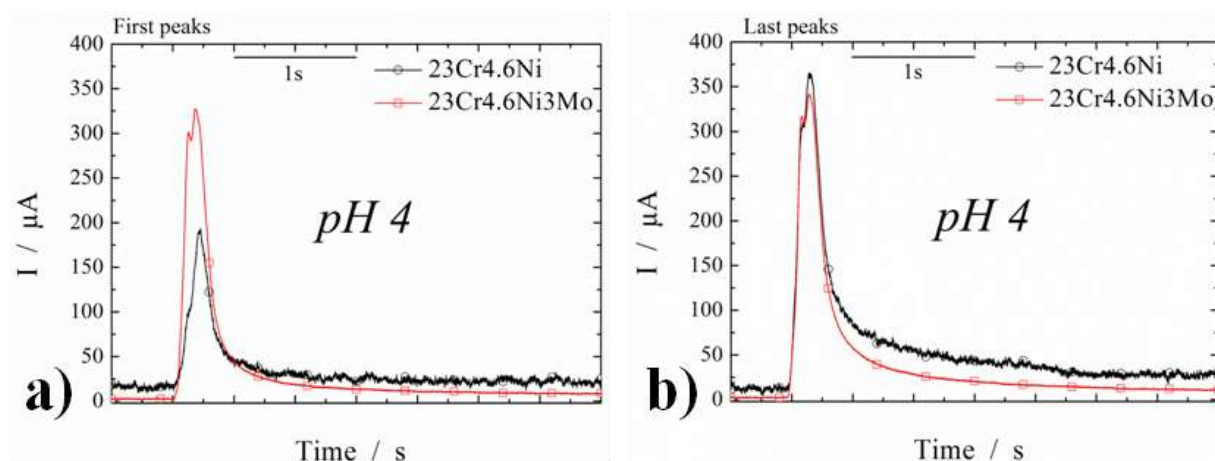 First peaks
400
350
300
250
200
150
100
50
0
I / μA
1s
23Cr4.6Ni
23Cr4.6Ni3Mo
pH 4
a)
Time / s
Last peaks
400
350
300
250
200
150
100
50
0
I / μA
1s
23Cr4.6Ni
23Cr4.6Ni3Mo
pH 4
b)
Time / s